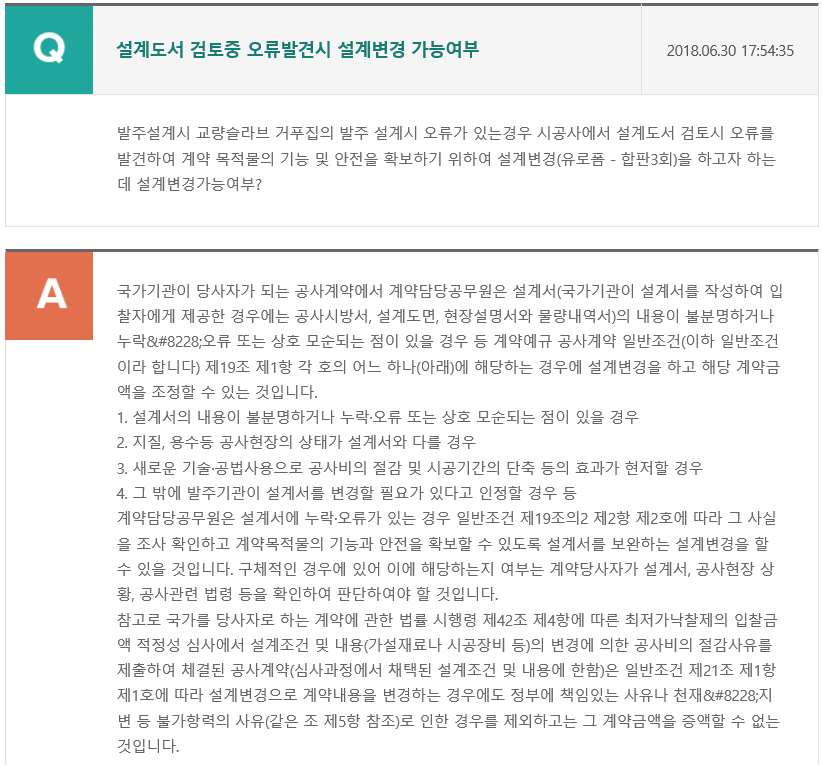 Q
설계도서 검토중 오류발견시 설계변경 가능여부
2018.06.30 17:54:35
발주설계시 교량슬라브 거푸집의 발주 설계시 오류가 있는경우 시공사에서 설계도서 검토시 오류를
발견하여 계약 목적물의 기능 및 안전을 확보하기 위하여 설계변경(유로폼 - 합판3회)을 하고자 하는
데 설계변경가능여부?
A
국가기관이 당사자가 되는 공사계약에서 계약담당공무원은 설계서(국가기관이 설계서를 작성하여 입
찰자에게 제공한 경우에는 공사시방서, 설계도면, 현장설명서와 물량내역서)의 내용이 불분명하거나
누락&#8228;오류 또는 상호 모순되는 점이 있을 경우 등 계약예규 공사계약 일반조건(이하 일반조건
이라 합니다) 제19조 제1항 각 호의 어느 하나(아래)에 해당하는 경우에 설계변경을 하고 해당 계약금
액을 조정할 수 있는 것입니다.
1. 설계서의 내용이 불분명하거나 누락·오류 또는 상호 모순되는 점이 있을 경우
2. 지질, 용수등 공사현장의 상태가 설계서와 다를 경우
3. 새로운 기술·공법사용으로 공사비의 절감 및 시공기간의 단축 등의 효과가 현저할 경우
4. 그 밖에 발주기관이 설계서를 변경할 필요가 있다고 인정할 경우 등
계약담당공무원은 설계서에 누락·오류가 있는 경우 일반조건 제19조의2 제2항 제2호에 따라 그 사실
을 조사 확인하고 계약목적물의 기능과 안전을 확보할 수 있도록 설계서를 보완하는 설계변경을 할
수 있을 것입니다. 구체적인 경우에 있어 이에 해당하는지 여부는 계약당사자가 설계서, 공사현장 상
황, 공사관련 법령 등을 확인하여 판단하여야 할 것입니다.
참고로 국가를 당사자로 하는 계약에 관한 법률 시행령 제42조 제4항에 따른 최저가낙찰제의 입찰금
액 적정성 심사에서 설계조건 및 내용(가설재료나 시공장비 등)의 변경에 의한 공사비의 절감사유를
제출하여 체결된 공사계약(심사과정에서 채택된 설계조건 및 내용에 한함)은 일반조건 제21조 제1항
제1호에 따라 설계변경으로 계약내용을 변경하는 경우에도 정부에 책임있는 사유나 천재&#8228;지
변 등 불가항력의 사유(같은 조 제5항 참조)로 인한 경우를 제외하고는 그 계약금액을 증액할 수 없는
것입니다.